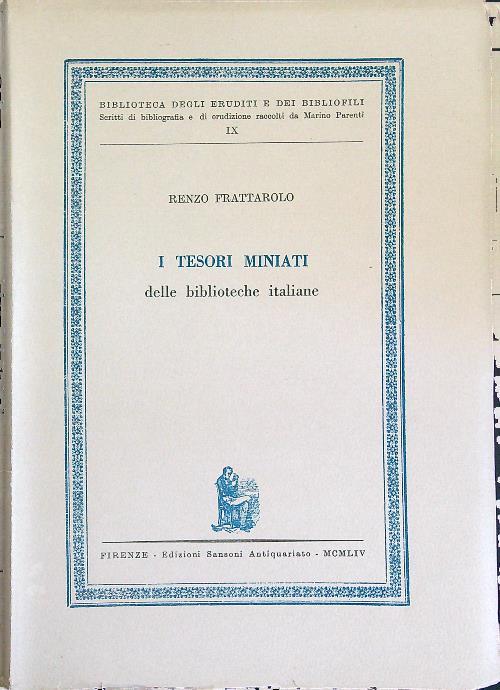 BIBLIOTECA DEGLI ERUDITI E DEI BIBLIOFILI
Scritti di bibliografia e di erudizione raccolti da Marino Parenti
IX
RENZO FRATTAROLO
I TESORI MINIATI
delle biblioteche italiane
FIRENZE - Edizioni Sansoni Antiquariato - MCMLIV